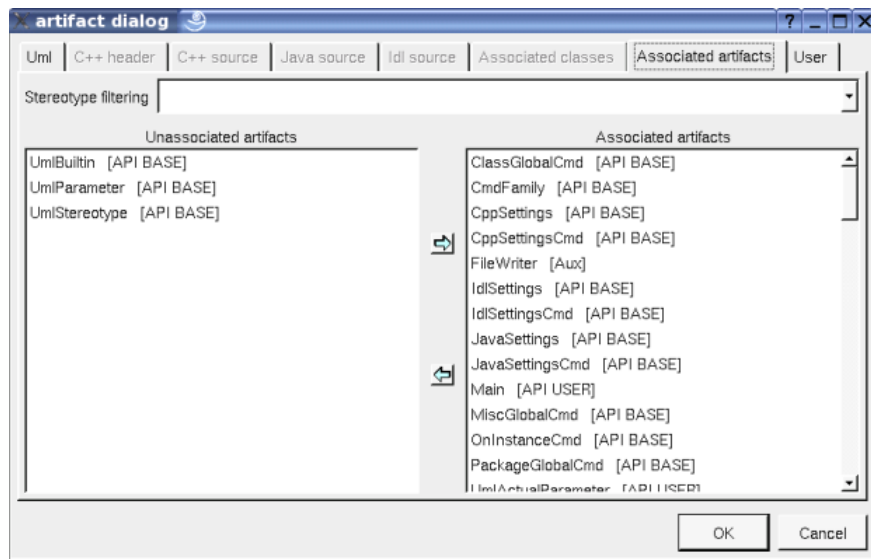 artifact dialog
Uml C++ header C++ source Java source Idl source Associated classes Associated artifacts User
Stereotype filtering
Unassociated artifacts
UmlBuiltin [API BASE]
UmlParameter [API BASE]
UmlStereotype [API BASE]
Associated artifacts
ClassGlobalCmd [API BASE]
CmdFamily [API BASE]
CppSettings [API BASE]
CppSettingsCmd [API BASE]
FileWriter [Aux]
IdlSettings [API BASE]
IdlSettingsCmd [API BASE]
JavaSettings [API BASE]
JavaSettingsCmd [API BASE]
Main [API USER]
MiscGlobalCmd [API BASE]
OnInstanceCmd [API BASE]
PackageGlobalCmd [API BASE]
UmlActualParameter [API USER]
OK Cancel